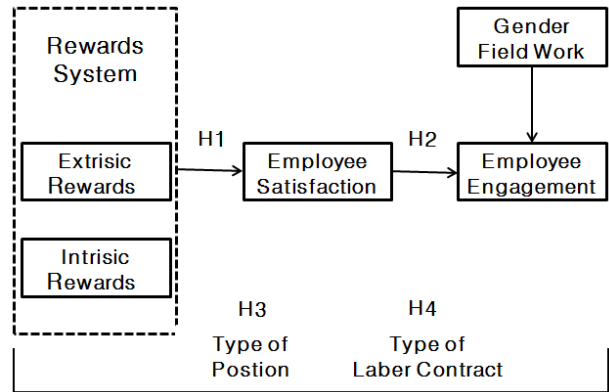 Rewards
System
Gender
Field Work
H1
H2
Extrisic
Rewards
Employee
Satisfaction
Employee
Engagement
Intrisic
Rewards
H3
H4
Type of
Postion
Type of
Laber Contract